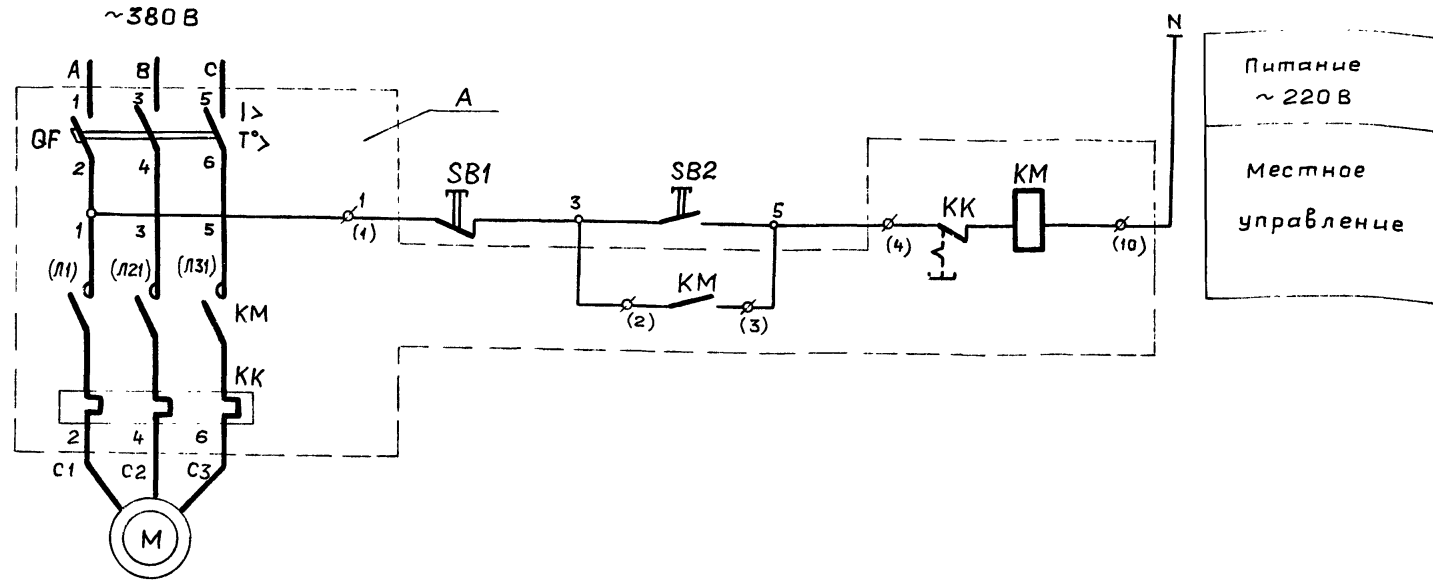 ~380 В
N
A B C
Питание
~ 220 В
1 3 5
I>
А
QF
T°>
2 4 6
SB1
SB2
KM
Местное
управление
1
3
5
KK
1 3 5
(1)
(4)
(10)
(Л1) (Л21) (Л31)
KM
KM
(2)
(3)
KK
2 4 6
C1 C2 C3
M